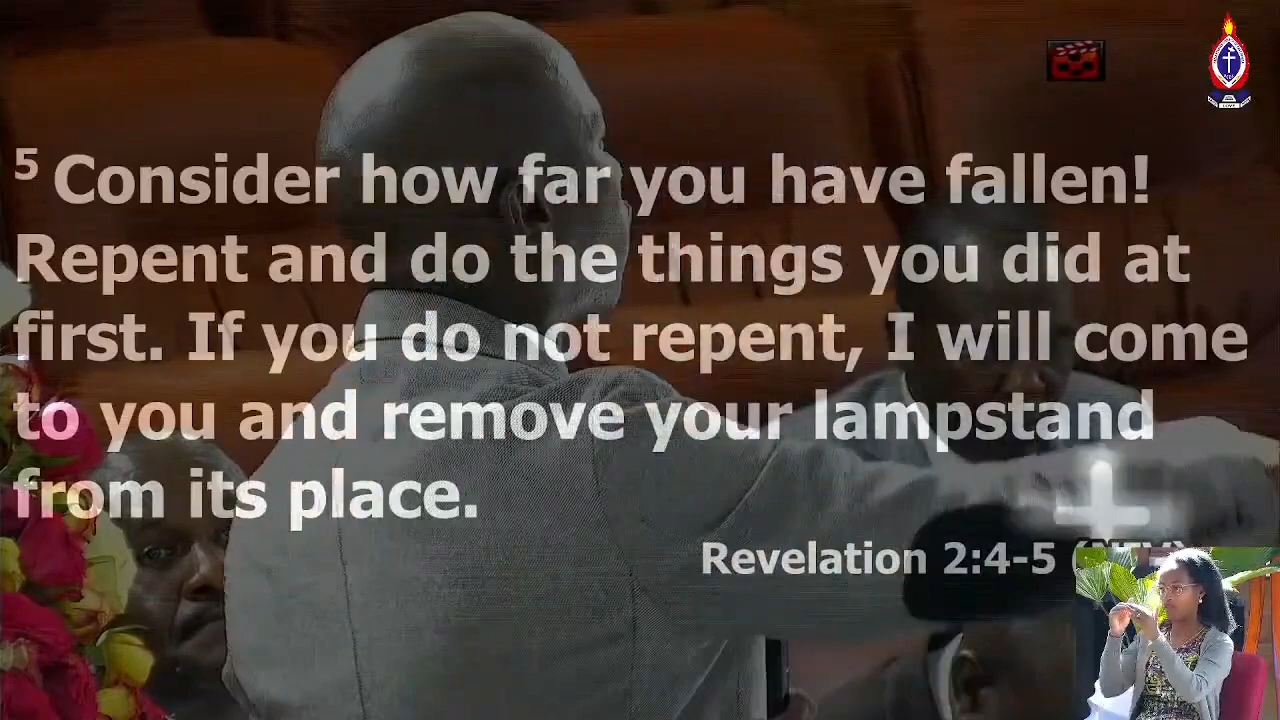 5 Consider how far you have fallen!
Repent and do the things you did at
first. If you do not repent, I will come
to you and remove your lampstand
from its place.
Revelation 2:4-5